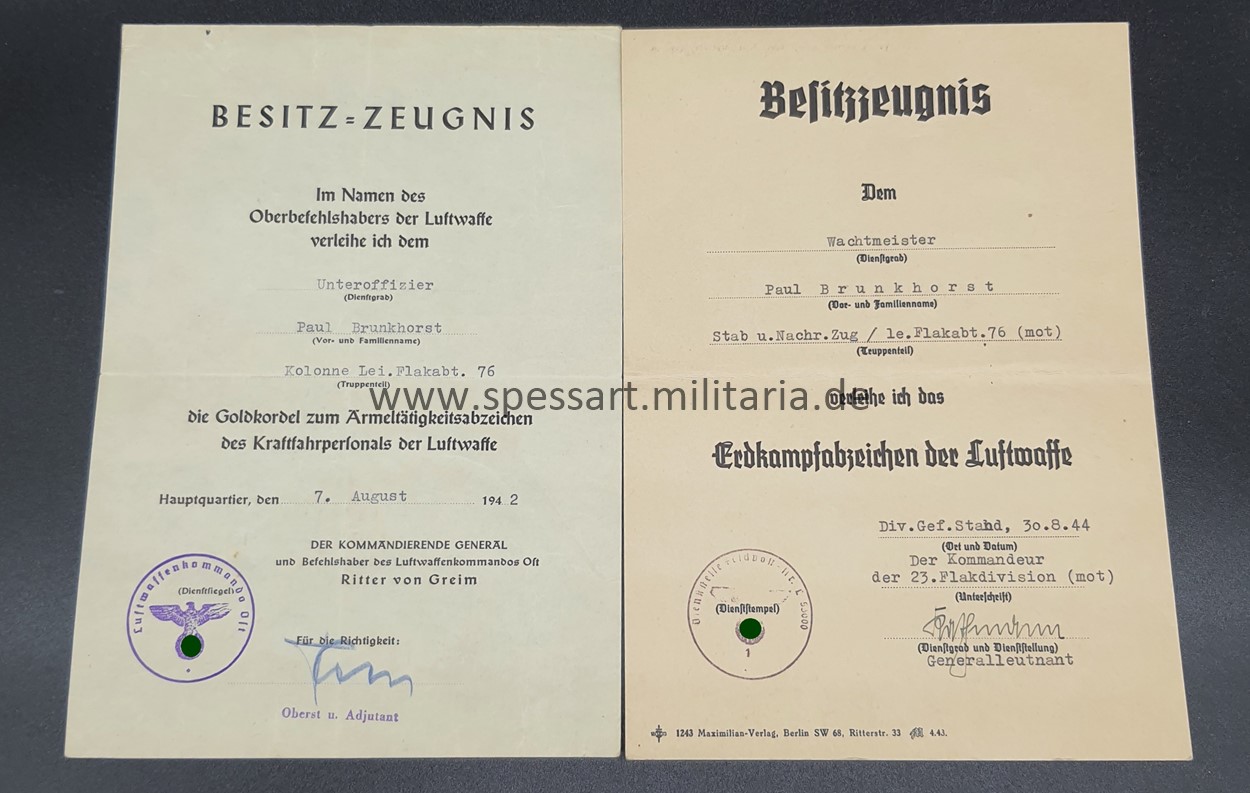 BESITZ=ZEUGNIS
Im Namen des
Oberbefehlshabers der Luftwaffe
verleihe ich dem
Unteroffizier
(Dienstgrad)
Paul Brunkhorst
(Vor- und Familienname)
Kolonne Lei.Flakabt. 76
(Truppenteil)
die Goldkordel zum Ärmeltätigkeitsabzeichen
des Kraftfahrpersonals der Luftwaffe
Hauptquartier, den 7. August 1942
DER KOMMANDIERENDE GENERAL
und Befehlshaber des Luftwaffenkommandos Ost
Ritter von Greim
Luftwaffenkommando Ost
(Dienstsiegel)
Für die Richtigkeit:
Oberst u. Adjutant
Besitzzeugnis
Dem
Wachtmeister
(Dienstgrad)
Paul Brunkhorst
(Vor- und Familienname)
Stab u.Nachr.Zug / le.Flakabt.76 (mot)
(Truppenteil)
verleihe ich das
Erdkampfabzeichen der Luftwaffe
Div.Gef.Stand, 30.8.44
(Ort und Datum)
Der Kommandeur
der 23.Flakdivision (mot)
(Unterschrift)
(Dienstgrad und Dienststellung)
Generalleutnant
Dienststelle Feldpost-Nr. L 53000
(Dienststempel)
1
1243 Maximilian-Verlag, Berlin SW 68, Ritterstr. 33 4.43.
www.spessart.militaria.de